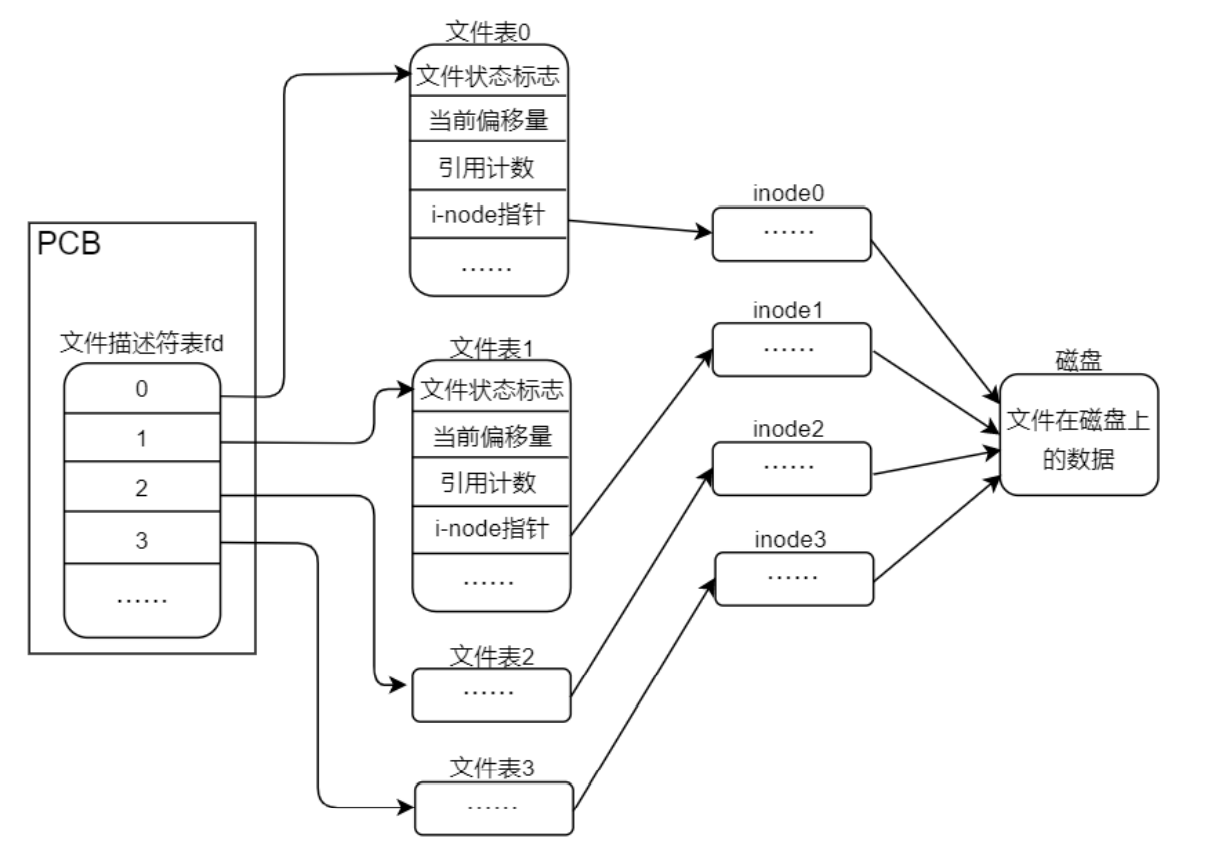 PCB
文件描述符表fd
0
1
2
3
……
文件表0
文件状态标志
当前偏移量
引用计数
i-node指针
……
文件表1
文件状态标志
当前偏移量
引用计数
i-node指针
……
文件表2
……
文件表3
……
inode0
……
inode1
……
inode2
……
inode3
……
磁盘
文件在磁盘上
的数据